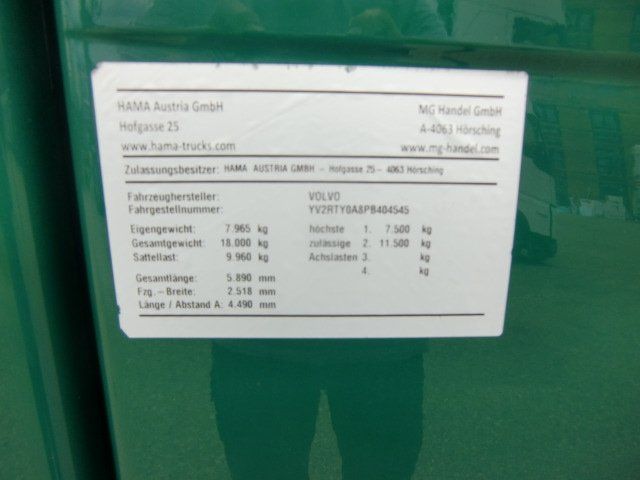 HAMA Austria GmbH MG Handel GmbH
Hofgasse 25 A-4063 Hörsching
www.hama-trucks.com www.mg-handel.com
Zulassungsbesitzer: HAMA AUSTRIA GMBH - Hofgasse 25- 4063 Hörsching
Fahrzeughersteller: VOLVO
Fahrgestellnummer: YV2RTY0A8PB404545
Eigengewicht: 7.965 kg höchste 1. 7.500 kg
Gesamtgewicht: 18.000 kg zulässige 2. 11.500 kg
Sattellast: 9.960 kg Achslasten 3. kg
4. kg
Gesamtlänge: 5.890 mm
Fzg.-Breite: 2.518 mm
Länge / Abstand A: 4.490 mm